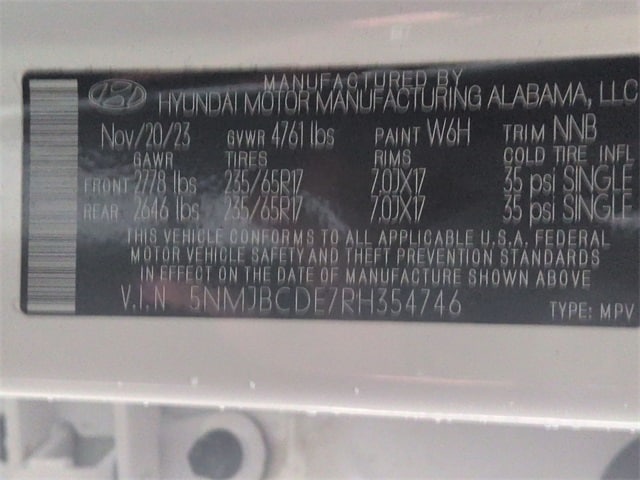 MANUFACTURED BY
HYUNDAI MOTOR MANUFACTURING ALABAMA, LLC
Nov/20/23 GVWR 4761 lbs PAINT W6H TRIM NNB
GAWR TIRES RIMS COLD TIRE INFL
FRONT 2778 lbs 235/65R17 7.0JX17 35 psi SINGLE
REAR 2646 lbs 235/65R17 7.0JX17 35 psi SINGLE
THIS VEHICLE CONFORMS TO ALL APPLICABLE U.S.A. FEDERAL
MOTOR VEHICLE SAFETY AND THEFT PREVENTION STANDARDS
IN EFFECT ON THE DATE OF MANUFACTURE SHOWN ABOVE
V.I.N 5NMJBCDE7RH354746 TYPE: MPV